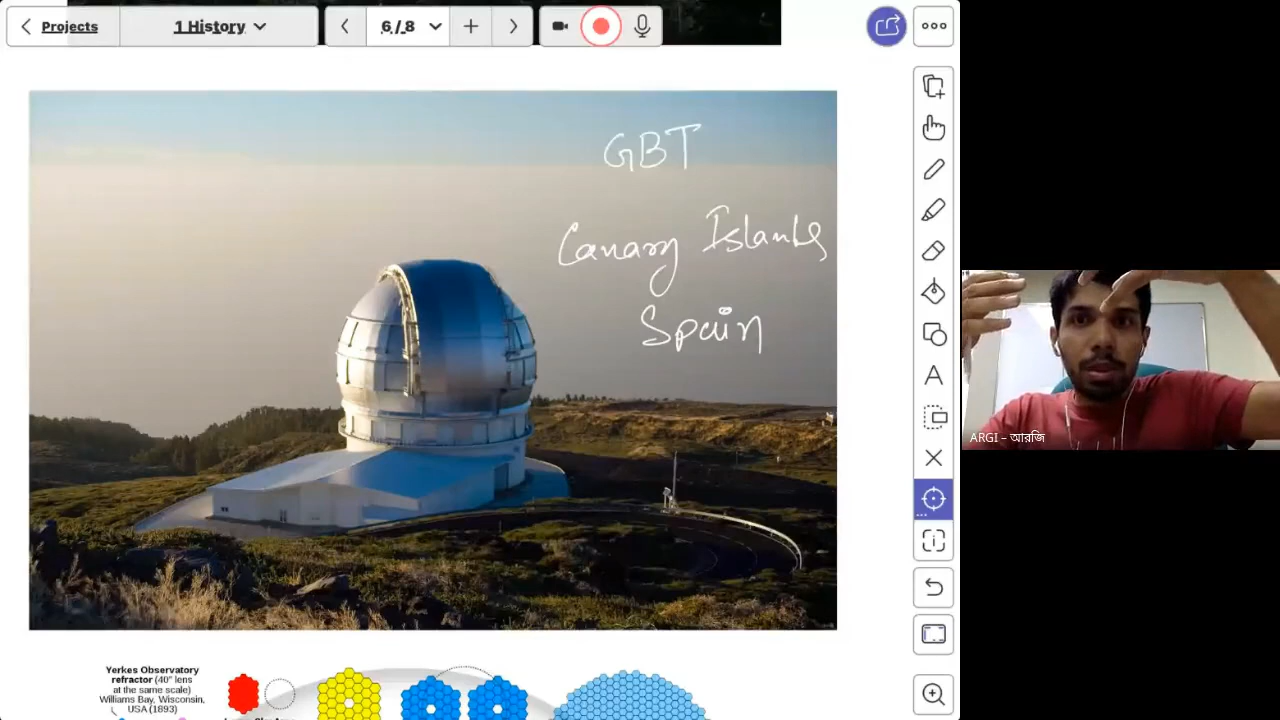 Projects
1 History
6 / 8
GBT
Canary Islands
Spain
ARGI – আরজি
Yerkes Observatory
refractor (40" lens
at the same scale)
Williams Bay, Wisconsin,
USA (1893)